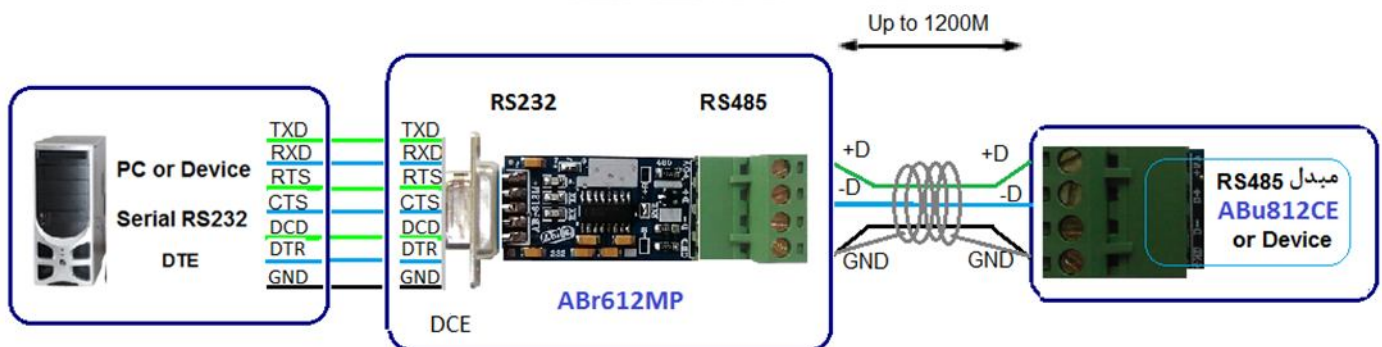 Up to 1200M
RS232
RS485
PC or Device
Serial RS232
DTE
TXD
RXD
RTS
CTS
DCD
DTR
GND
TXD
RXD
RTS
CTS
DCD
DTR
GND
DCE
ABr612MP
+D
-D
GND
+D
-D
GND
مبدل RS485
ABu812CE
or Device